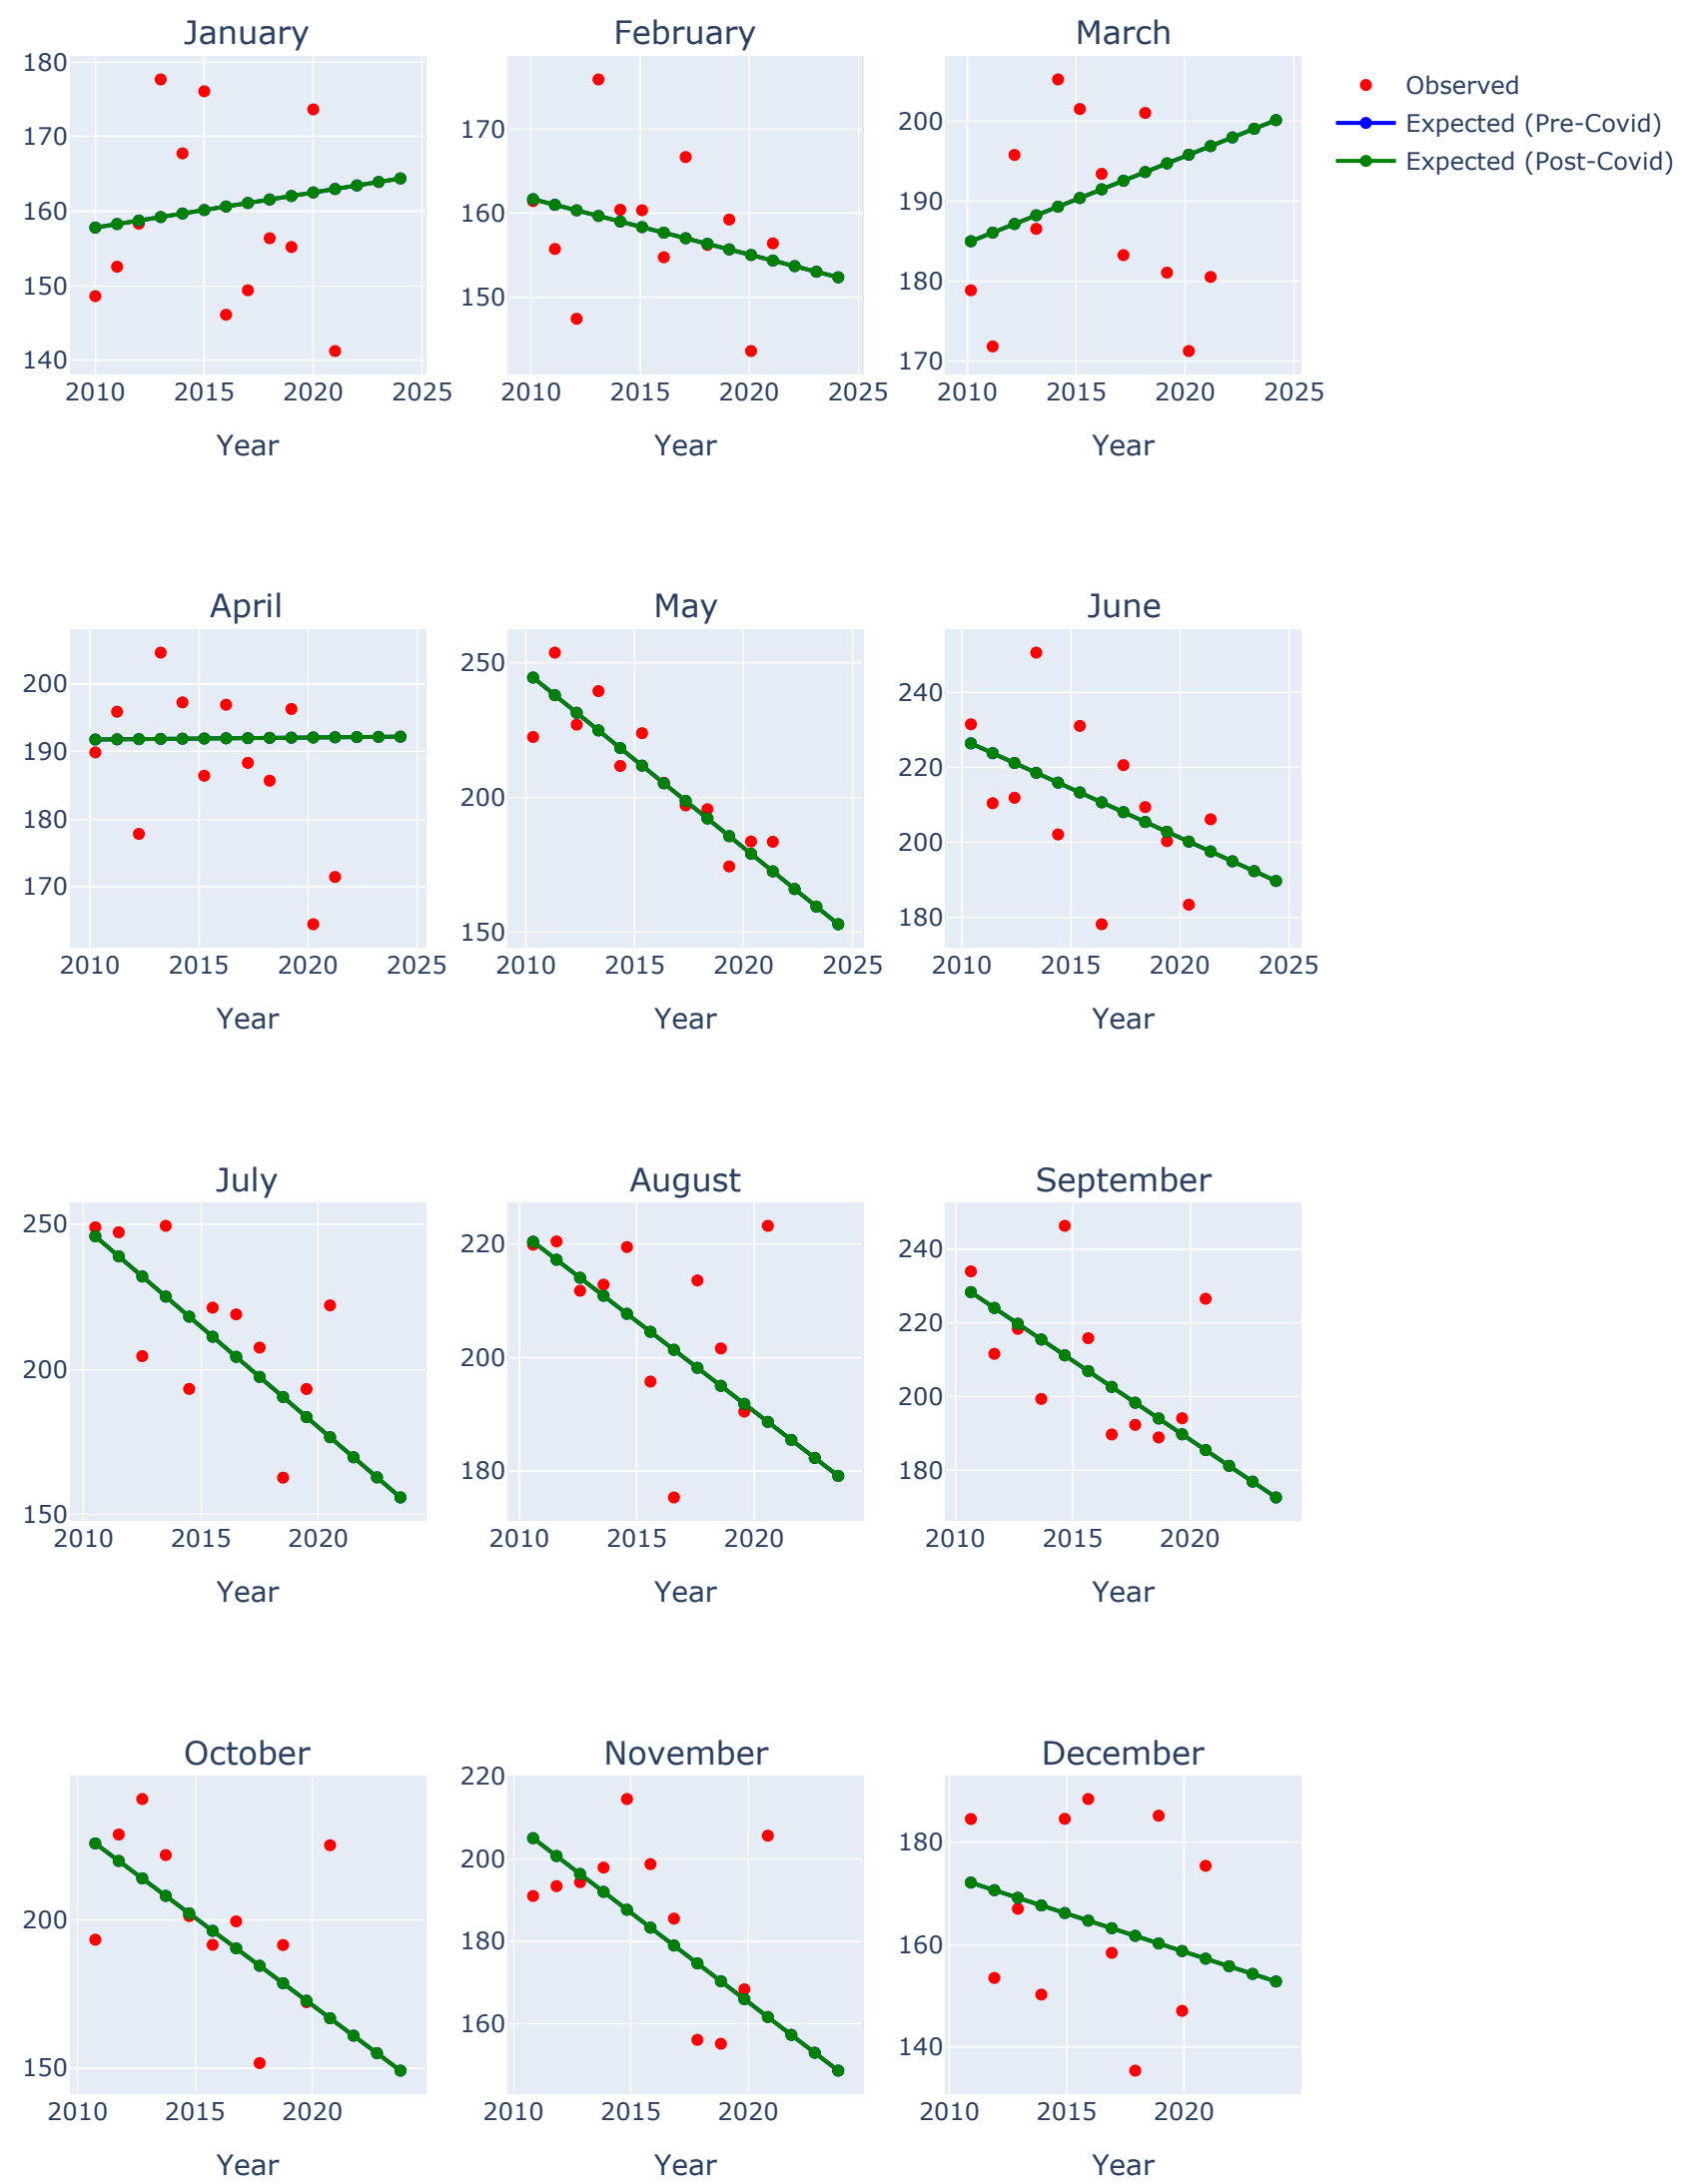 January
February
March
Observed
Expected (Pre-Covid)
Expected (Post-Covid)
180
170
160
150
140
2010 2015 2020 2025
Year
170
160
150
2010 2015 2020 2025
Year
200
190
180
170
2010 2015 2020 2025
Year
April
200
190
180
170
2010 2015 2020 2025
Year
May
250
200
150
2010 2015 2020 2025
Year
June
240
220
200
180
2010 2015 2020 2025
Year
July
250
200
150
2010 2015 2020
Year
August
220
200
180
2010 2015 2020
Year
September
240
220
200
180
2010 2015 2020
Year
October
200
150
2010 2015 2020
Year
November
220
200
180
160
2010 2015 2020
Year
December
180
160
140
2010 2015 2020
Year